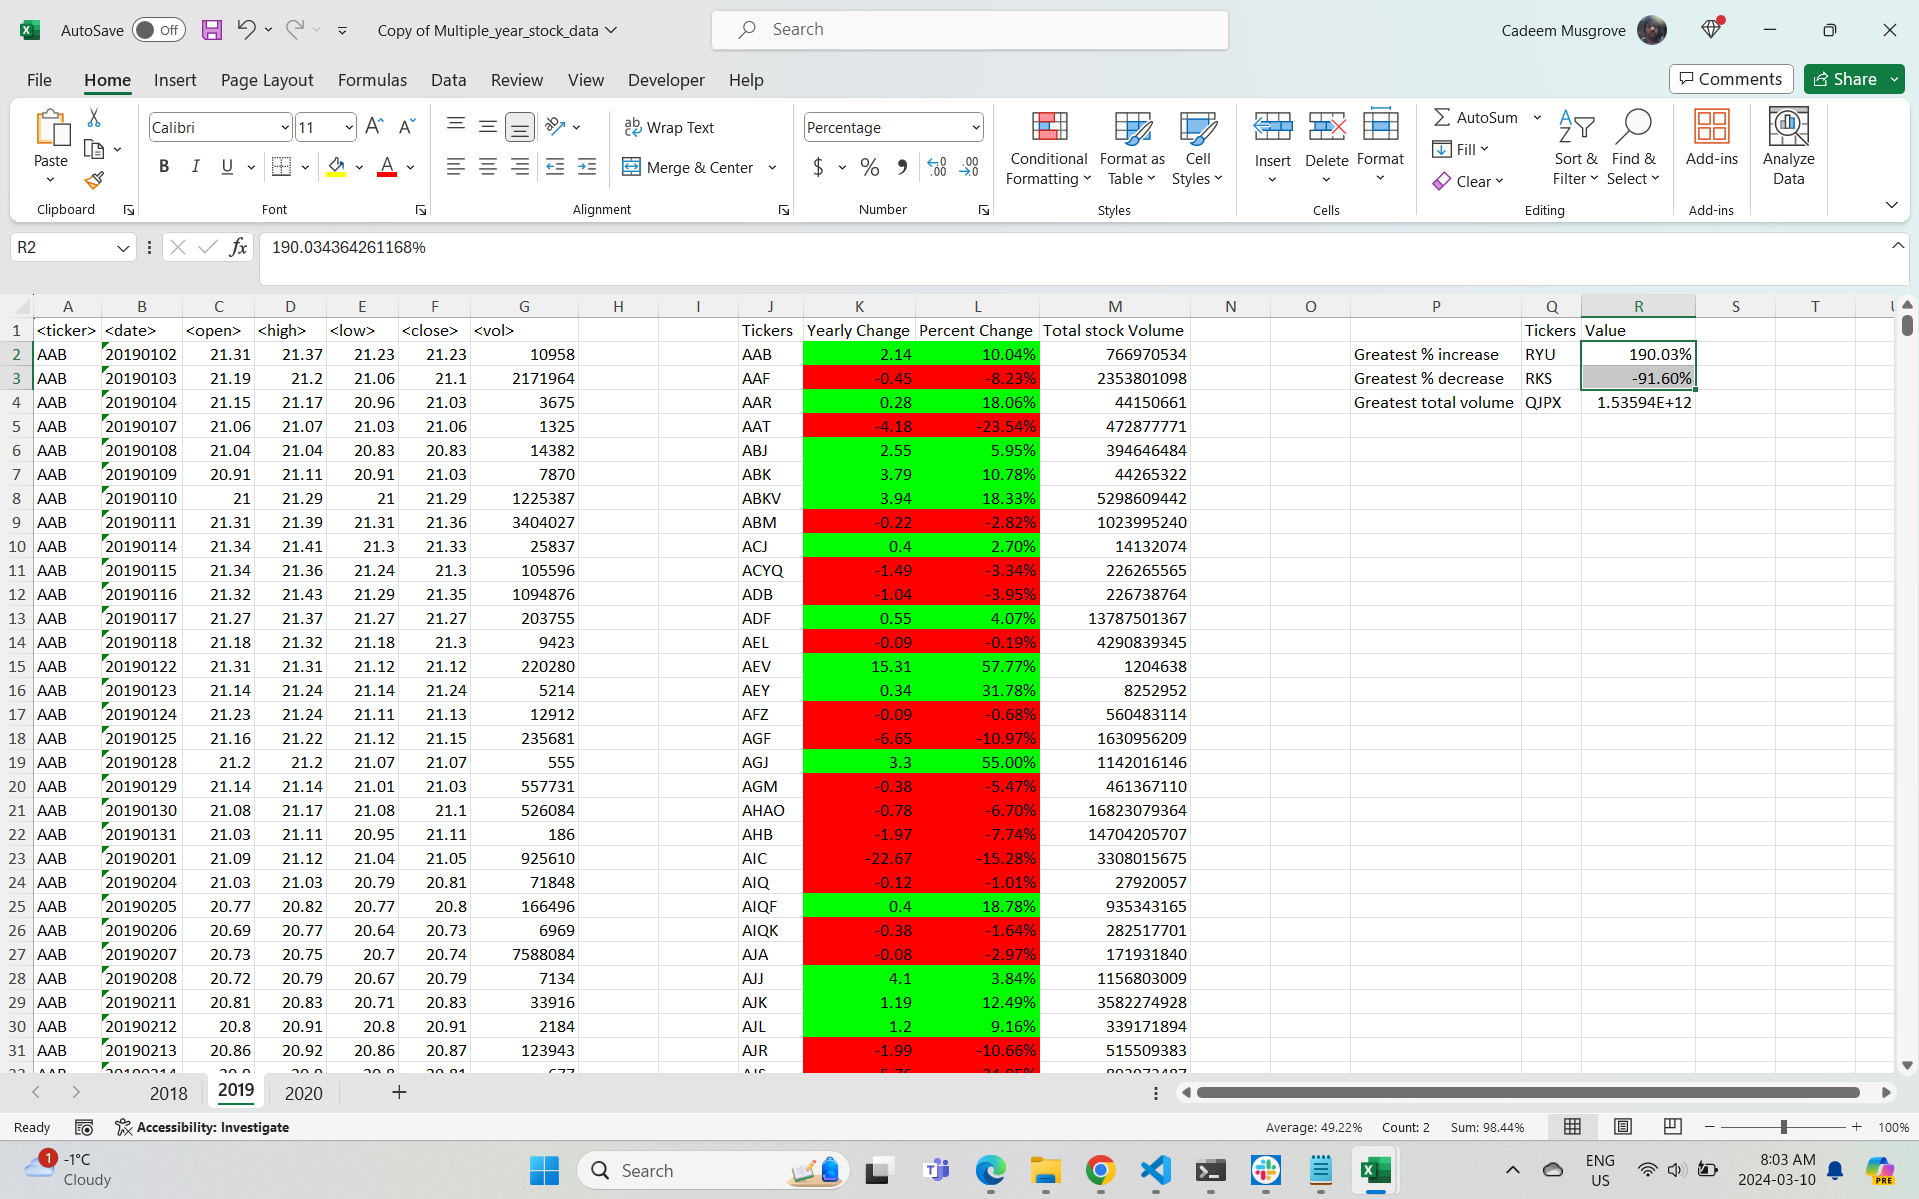 AutoSave Off Copy of Multiple_year_stock_data Search Cadeem Musgrove
File Home Insert Page Layout Formulas Data Review View Developer Help Comments Share
Paste Calibri 11 Wrap Text Percentage Conditional Formatting Format as Table Cell Styles Insert Delete Format AutoSum Fill Clear Sort & Filter Find & Select Add-ins Analyze Data
B I U Merge & Center $ % 9 .00
Clipboard Font Alignment Number Styles Cells Editing Add-ins
R2 fx 190.034364261168%
A B C D E F G H I J K L M N O P Q R S T
1 <ticker> <date> <open> <high> <low> <close> <vol> Tickers Yearly Change Percent Change Total stock Volume Tickers Value
2 AAB 20190102 21.31 21.37 21.23 21.23 10958 AAB 2.14 10.04% 766970534 Greatest % increase RYU 190.03%
3 AAB 20190103 21.19 21.2 21.06 21.1 2171964 AAF -0.45 -8.23% 2353801098 Greatest % decrease RKS -91.60%
4 AAB 20190104 21.15 21.17 20.96 21.03 3675 AAR 0.28 18.06% 44150661 Greatest total volume QJPX 1.53594E+12
5 AAB 20190107 21.06 21.07 21.03 21.06 1325 AAT -4.18 -23.54% 472877771
6 AAB 20190108 21.04 21.04 20.83 20.83 14382 ABJ 2.55 5.95% 394646484
7 AAB 20190109 20.91 21.11 20.91 21.03 7870 ABK 3.79 10.78% 44265322
8 AAB 20190110 21 21.29 21 21.29 1225387 ABKV 3.94 18.33% 5298609442
9 AAB 20190111 21.31 21.39 21.31 21.36 3404027 ABM -0.22 -2.82% 1023995240
10 AAB 20190114 21.34 21.41 21.3 21.33 25837 ACJ 0.4 2.70% 14132074
11 AAB 20190115 21.34 21.36 21.24 21.3 105596 ACYQ -1.49 -3.34% 226265565
12 AAB 20190116 21.32 21.43 21.29 21.35 1094876 ADB -1.04 -3.95% 226738764
13 AAB 20190117 21.27 21.37 21.27 21.27 203755 ADF 0.55 4.07% 13787501367
14 AAB 20190118 21.18 21.32 21.18 21.3 9423 AEL -0.09 -0.19% 4290839345
15 AAB 20190122 21.31 21.31 21.12 21.12 220280 AEV 15.31 57.77% 1204638
16 AAB 20190123 21.14 21.24 21.14 21.24 5214 AEY 0.34 31.78% 8252952
17 AAB 20190124 21.23 21.24 21.11 21.13 12912 AFZ -0.09 -0.68% 560483114
18 AAB 20190125 21.16 21.22 21.12 21.15 235681 AGF -6.65 -10.97% 1630956209
19 AAB 20190128 21.2 21.2 21.07 21.07 555 AGJ 3.3 55.00% 1142016146
20 AAB 20190129 21.14 21.14 21.01 21.03 557731 AGM -0.38 -5.47% 461367110
21 AAB 20190130 21.08 21.17 21.08 21.1 526084 AHAO -0.78 -6.70% 16823079364
22 AAB 20190131 21.03 21.11 20.95 21.11 186 AHB -1.97 -7.74% 14704205707
23 AAB 20190201 21.09 21.12 21.04 21.05 925610 AIC -22.67 -15.28% 3308015675
24 AAB 20190204 21.03 21.03 20.79 20.81 71848 AIQ -0.12 -1.01% 27920057
25 AAB 20190205 20.77 20.82 20.77 20.8 166496 AIQF 0.4 18.78% 935343165
26 AAB 20190206 20.69 20.77 20.64 20.73 6969 AIQK -0.38 -1.64% 282517701
27 AAB 20190207 20.73 20.75 20.7 20.74 7588084 AJA -0.08 -2.97% 171931840
28 AAB 20190208 20.72 20.79 20.67 20.79 7134 AJJ 4.1 3.84% 1156803009
29 AAB 20190211 20.81 20.83 20.71 20.83 33916 AJK 1.19 12.49% 3582274928
30 AAB 20190212 20.8 20.91 20.8 20.91 2184 AJL 1.2 9.16% 339171894
31 AAB 20190213 20.86 20.92 20.86 20.87 123943 AJR -1.99 -10.66% 515509383
2018 2019 2020
Ready Accessibility: Investigate Average: 49.22% Count: 2 Sum: 98.44% 100%
1 -1°C Cloudy Search ENG US 8:03 AM 2024-03-10 PRE